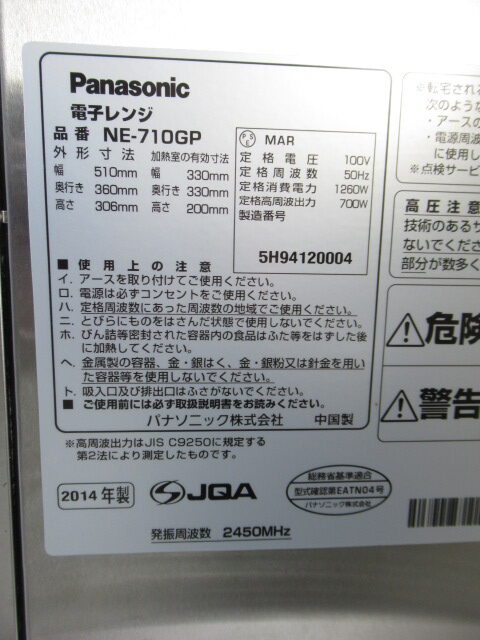 Panasonic
電子レンジ
品番 NE-710GP
外形寸法 加熱室の有効寸法
幅 510mm 幅 330mm
奥行き 360mm 奥行き 330mm
高さ 306mm 高さ 200mm
PSE MAR
定格電圧 100V
定格周波数 50Hz
定格消費電力 1260W
定格高周波出力 700W
製造番号
5H94120004
■使用上の注意
イ. アースを取り付けてご使用ください。
ロ. 電源は必ずコンセントをご使用ください。
ハ. 定格周波数にあった周波数の地域でご使用ください。
ニ. とびらにものをはさんだ状態で使用しないでください。
ホ. びん詰等密封された容器内の食品はふた等をはずした後
に加熱してください。
ヘ. 金属製の容器、金・銀はく、金・銀粉又は針金を用い
た容器等を使用しないでください。
ト. 吸入口及び排出口はふさがないでください。
■ご使用前には必ず取扱説明書をお読みください。
パナソニック株式会社 中国製
※高周波出力はJIS C9250に規定する
第2法により測定したものです。
2014年製
JQA
総務省基準適合
型式確認第EATN04号
パナソニック株式会社
発振周波数 2450MHz
※転宅され
次のような
・アースの
・電源周波
に使用し
※点検サービ
高圧注意
技術のあるサ
ないでくださ
部分が数多く
危険
警告